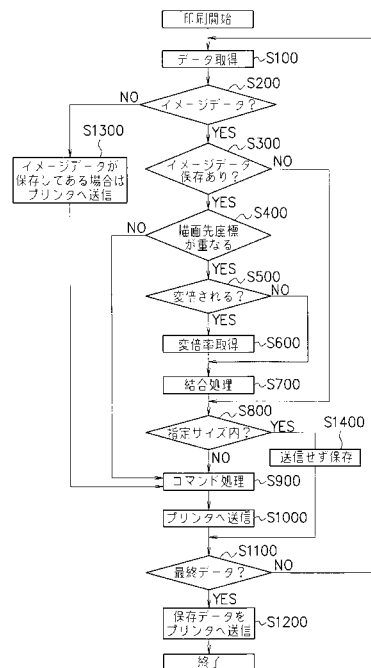 印刷開始
データ取得
S100
S200
イメージデータ?
NO
YES
S1300
イメージデータが
保存してある場合は
プリンタへ送信
S300
イメージデータ
保存あり?
NO
YES
S400
描画先座標
が重なる
NO
YES
S500
変倍される?
NO
YES
変倍率取得
S600
結合処理
S700
S800
指定サイズ内?
YES
NO
S1400
送信せず保存
コマンド処理
S900
プリンタへ送信
S1000
S1100
最終データ?
NO
YES
保存データを
プリンタへ送信
S1200
終了